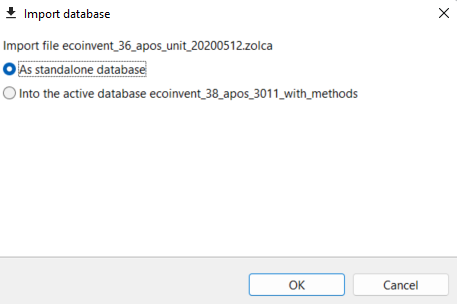 Import database
Import file ecoinvent_36_apos_unit_20200512.zolca
As standalone database
Into the active database ecoinvent_38_apos_3011_with_methods
OK
Cancel